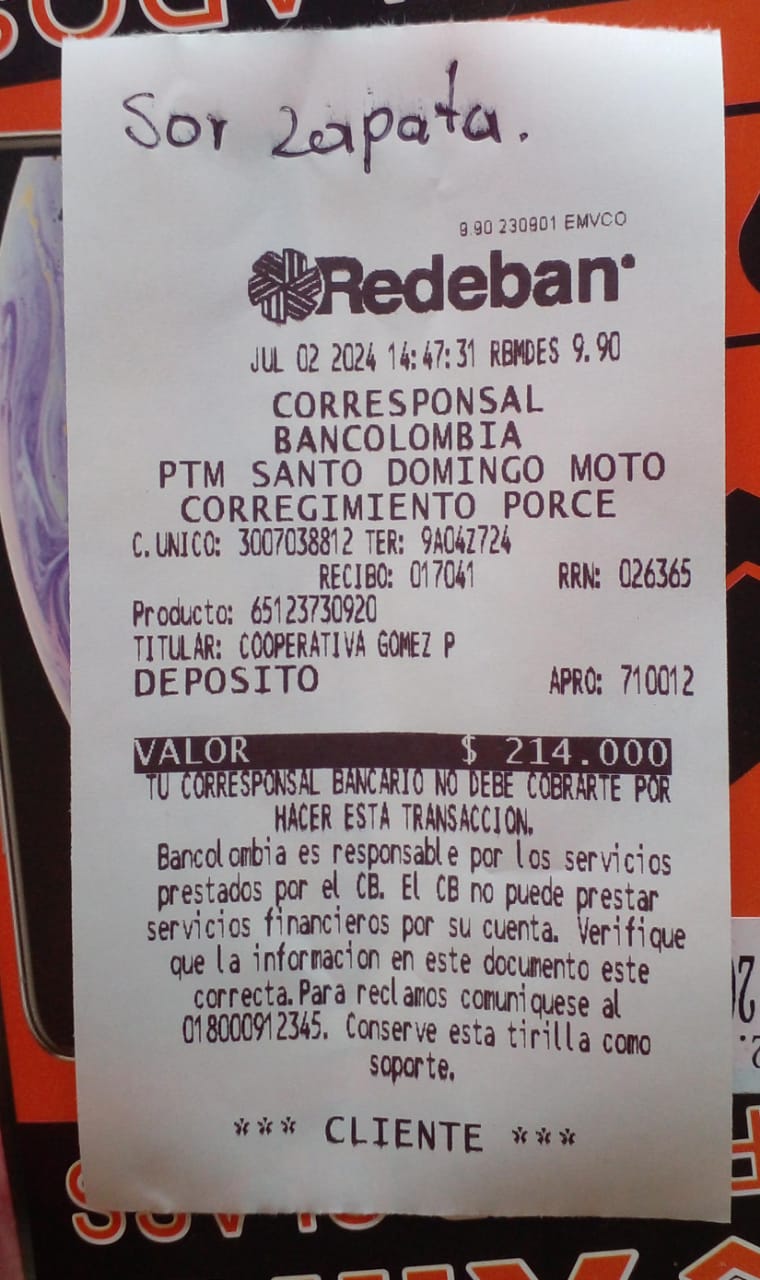 Sor Zapata.
9.90 230901 EMVCO
Redeban
JUL 02 2024 14:47:31 RBMDES 9.90
CORRESPONSAL
BANCOLOMBIA
PTM SANTO DOMINGO MOTO
CORREGIMIENTO PORCE
C.UNICO: 3007038812 TER: 9A04Z724
RECIBO: 017041 RRN: 026365
Producto: 65123730920
TITULAR: COOPERATIVA GOMEZ P
DEPOSITO APRO: 710012
VALOR $ 214.000
TU CORRESPONSAL BANCARIO NO DEBE COBRARTE POR
HACER ESTA TRANSACCION.
Bancolombia es responsable por los servicios
prestados por el CB. El CB no puede prestar
servicios financieros por su cuenta. Verifique
que la informacion en este documento este
correcta.Para reclamos comuniquese al
018000912345. Conserve esta tirilla como
soporte.
*** CLIENTE ***